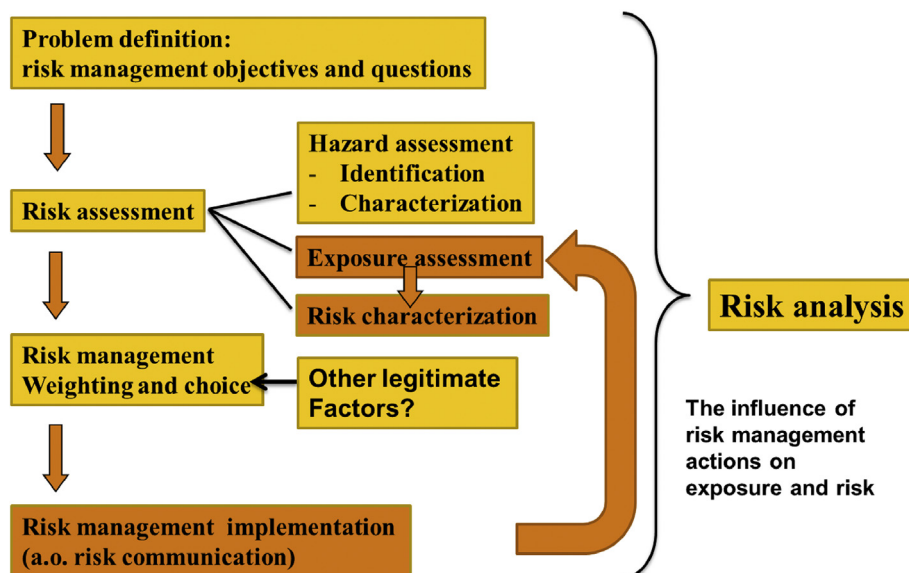 Problem definition:
risk management objectives and questions
Hazard assessment
- Identification
- Characterization
Risk assessment
Exposure assessment
Risk characterization
Risk analysis
Risk management
Weighting and choice
Other legitimate
Factors?
The influence of
risk management
actions on
exposure and risk
Risk management implementation
(a.o. risk communication)